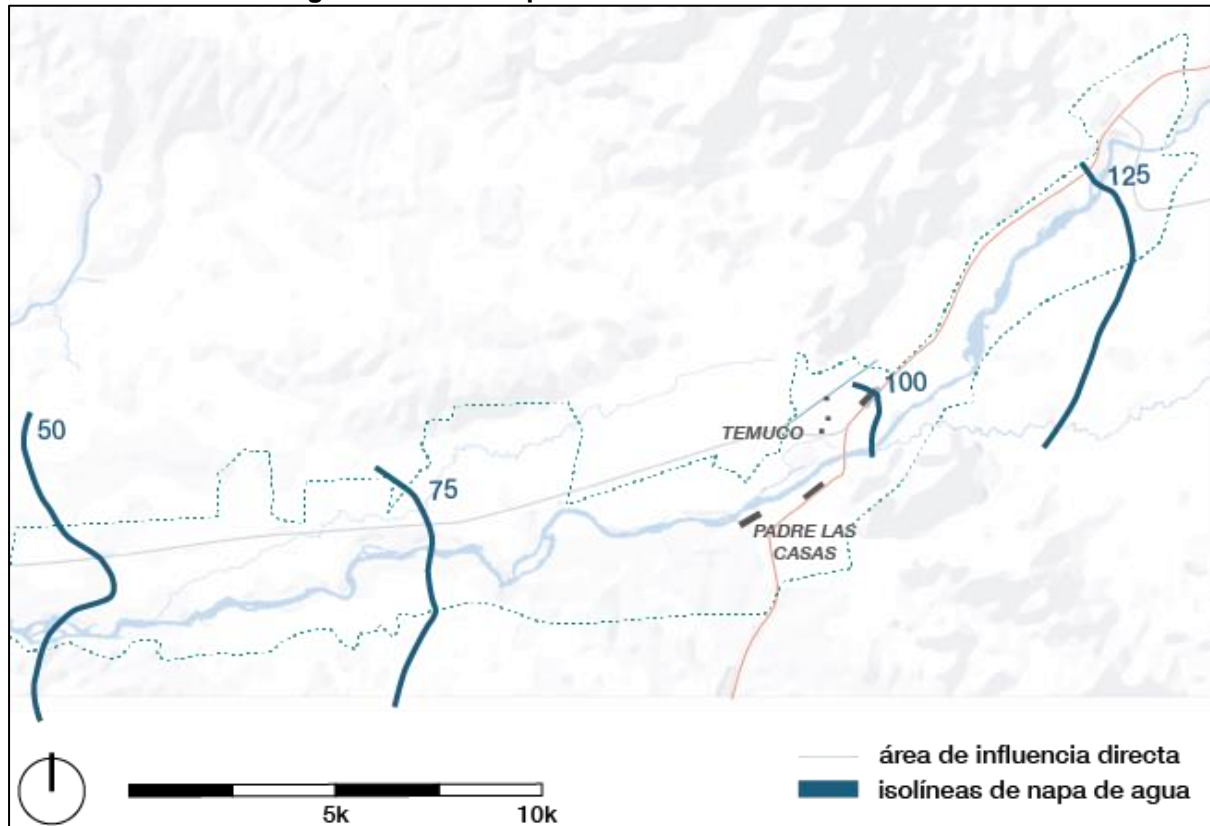 125
100
TEMUCO
50
75
PADRE LAS
CASAS
área de influencia directa
isolíneas de napa de agua
5k
10k